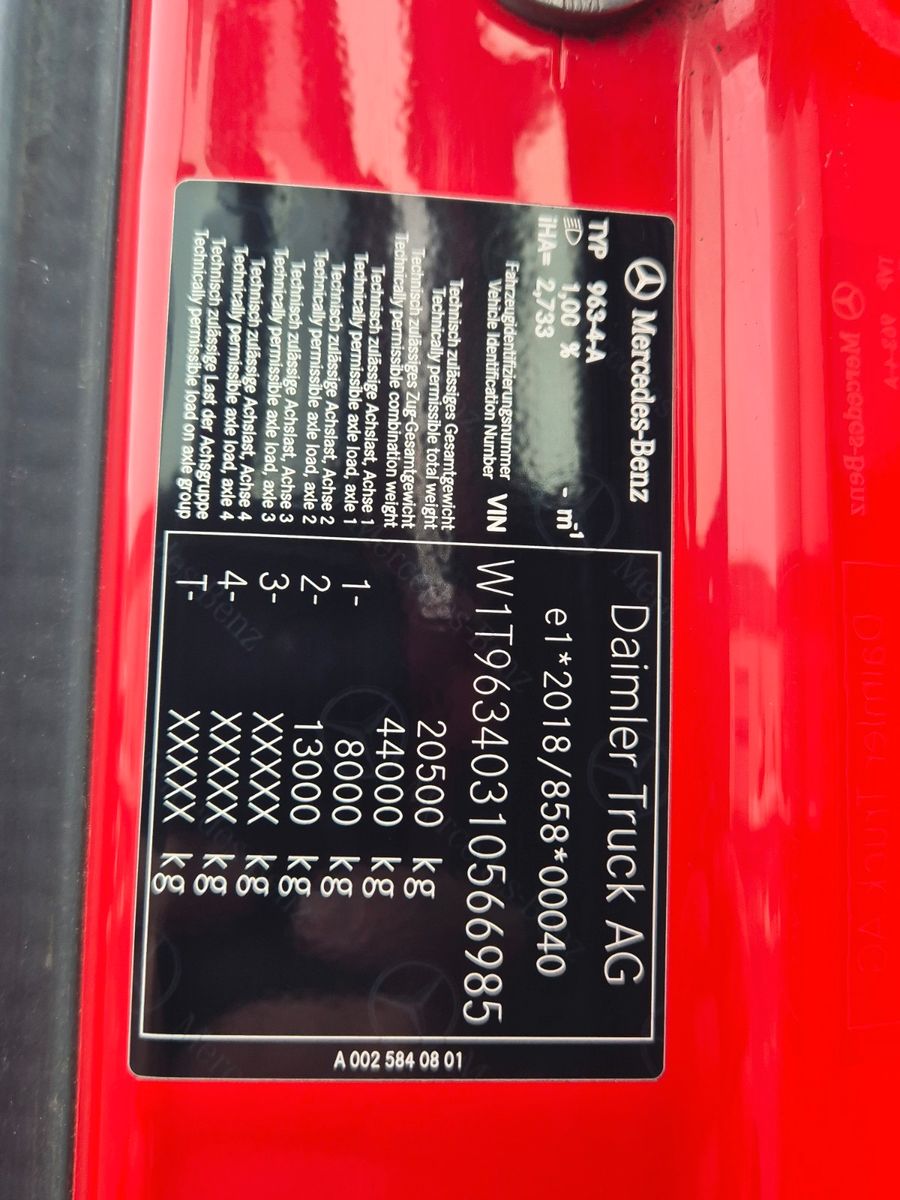 Mercedes-Benz
TYP 963-4-A
1,00 % - m-1
iHA= 2,733
Daimler Truck AG
e1*2018/858*00040
Fahrzeugidentifizierungsnummer
Vehicle Identification Number VIN W1T96340310566985
Technisch zulässiges Gesamtgewicht
Technically permissible total weight 20500 kg
Technisch zulässiges Zug-Gesamtgewicht
Technically permissible combination weight 44000 kg
Technisch zulässige Achslast, Achse 1
Technically permissible axle load, axle 1 1- 8000 kg
Technisch zulässige Achslast, Achse 2
Technically permissible axle load, axle 2 2- 13000 kg
Technisch zulässige Achslast, Achse 3
Technically permissible axle load, axle 3 3- XXXXX kg
Technisch zulässige Achslast, Achse 4
Technically permissible axle load, axle 4 4- XXXXX kg
Technisch zulässige Last der Achsgruppe
Technically permissible load on axle group T- XXXXX kg
A 002 584 08 01